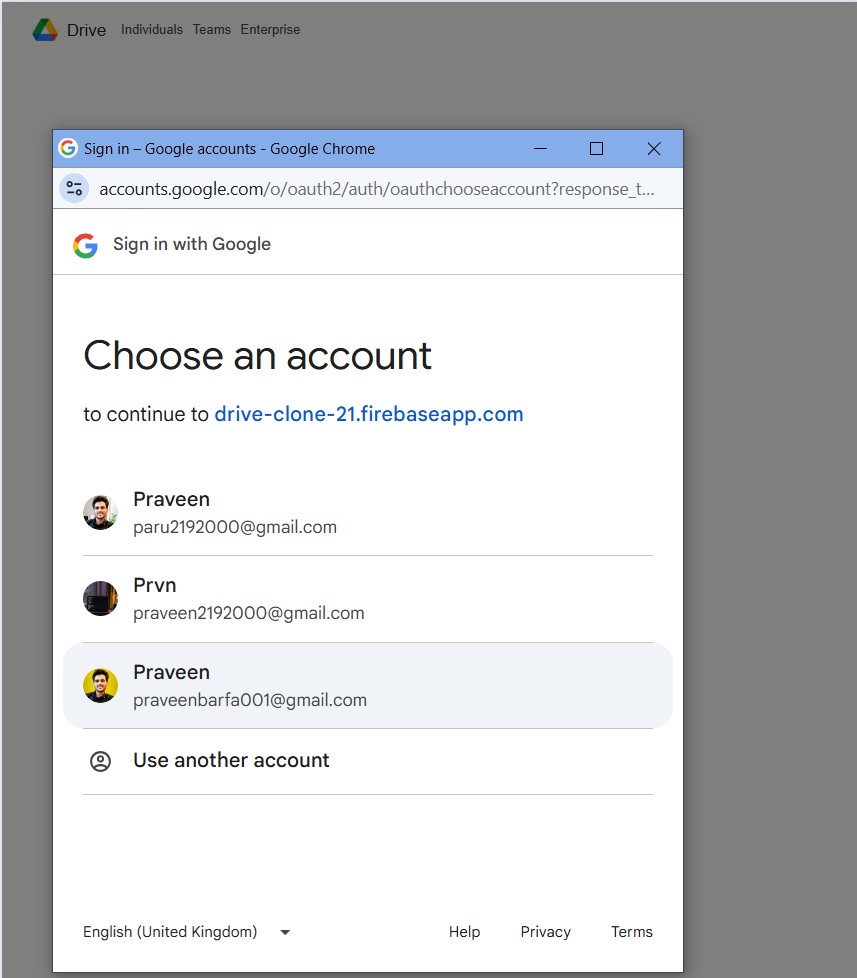 Drive Individuals Teams Enterprise
Sign in – Google accounts - Google Chrome
accounts.google.com/o/oauth2/auth/oauthchooseaccount?response_t...
Sign in with Google
Choose an account
to continue to drive-clone-21.firebaseapp.com
Praveen
paru2192000@gmail.com
Prvn
praveen2192000@gmail.com
Praveen
praveenbarfa001@gmail.com
Use another account
English (United Kingdom) Help Privacy Terms